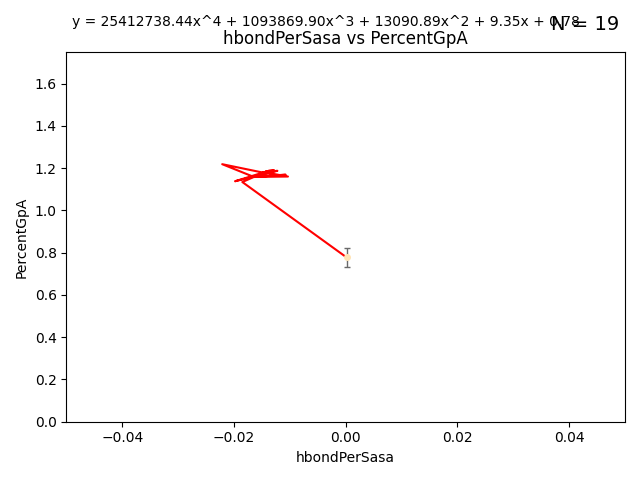 y = 25412738.44x^4 + 1093869.90x^3 + 13090.89x^2 + 9.35x + 0.78
N = 19
hbondPerSasa vs PercentGpA
1.6
1.4
1.2
1.0
0.8
0.6
0.4
0.2
0.0
PercentGpA
−0.04 −0.02 0.00 0.02 0.04
hbondPerSasa